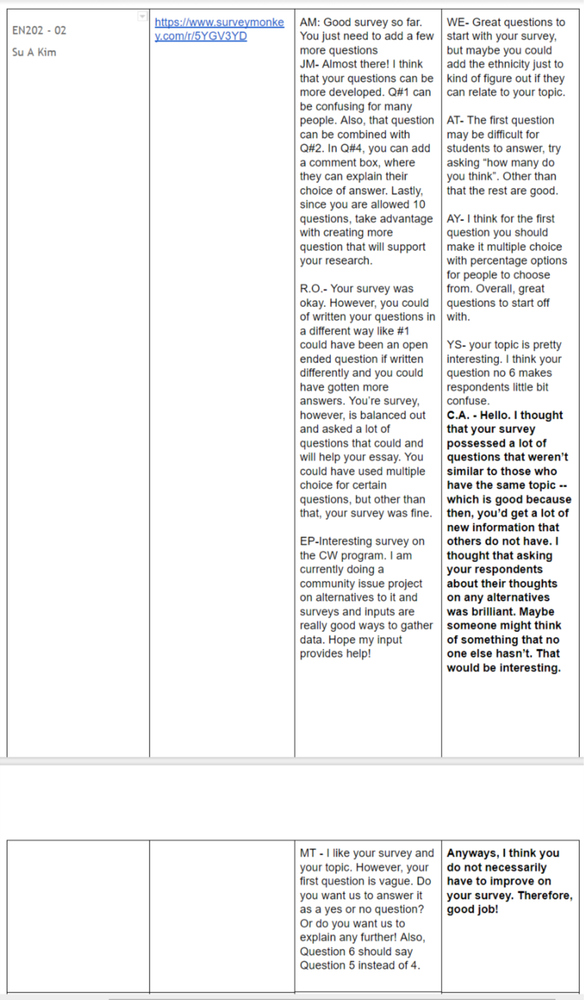 EN202 - 02
Su A Kim
https://www.surveymonke
y.com/r/5YGV3YD
AM: Good survey so far.
You just need to add a few
more questions
JM- Almost there! I think
that your questions can be
more developed. Q#1 can
be confusing for many
people. Also, that question
can be combined with
Q#2. In Q#4, you can add
a comment box, where
they can explain their
choice of answer. Lastly,
since you are allowed 10
questions, take advantage
with creating more
question that will support
your research.
R.O.- Your survey was
okay. However, you could
of written your questions in
a different way like #1
could have been an open
ended question if written
differently and you could
have gotten more
answers. You're survey,
however, is balanced out
and asked a lot of
questions that could and
will help your essay. You
could have used multiple
choice for certain
questions, but other than
that, your survey was fine.
EP-Interesting survey on
the CW program. I am
currently doing a
community issue project
on alternatives to it and
surveys and inputs are
really good ways to gather
data. Hope my input
provides help!
WE- Great questions to
start with your survey,
but maybe you could
add the ethnicity just to
kind of figure out if they
can relate to your topic.
AT- The first question
may be difficult for
students to answer, try
asking “how many do
you think”. Other than
that the rest are good.
AY- I think for the first
question you should
make it multiple choice
with percentage options
for people to choose
from. Overall, great
questions to start off
with.
YS- your topic is pretty
interesting. I think your
question no 6 makes
respondents little bit
confuse.
C.A. - Hello. I thought
that your survey
possessed a lot of
questions that weren’t
similar to those who
have the same topic --
which is good because
then, you’d get a lot of
new information that
others do not have. I
thought that asking
your respondents
about their thoughts
on any alternatives
was brilliant. Maybe
someone might think
of something that no
one else hasn’t. That
would be interesting.
MT - I like your survey and
your topic. However, your
first question is vague. Do
you want us to answer it
as a yes or no question?
Or do you want us to
explain any further! Also,
Question 6 should say
Question 5 instead of 4.
Anyways, I think you
do not necessarily
have to improve on
your survey. Therefore,
good job!